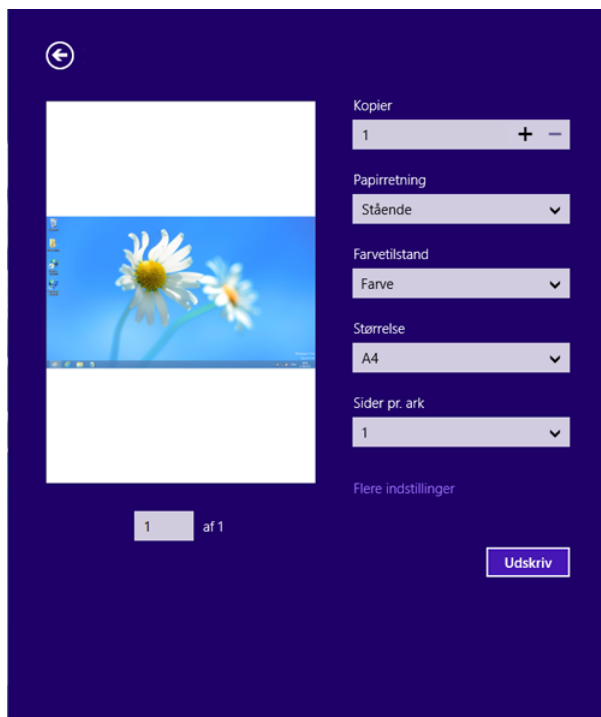 Kopier
1
Papirretning
Stående
Farvetilstand
Farve
Størrelse
A4
Sider pr. ark
1
Flere indstillinger
1 af 1
Udskriv